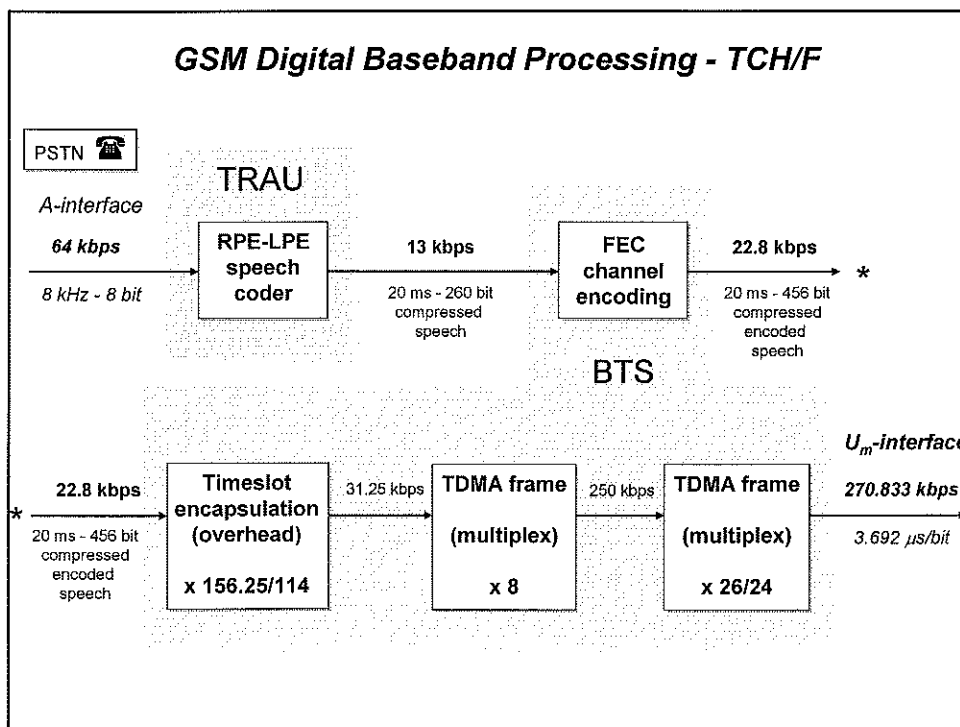 GSM Digital Baseband Processing - TCH/F
PSTN
TRAU
A-interface
64 kbps
8 kHz - 8 bit
RPE-LPE
speech
coder
13 kbps
20 ms - 260 bit
compressed
speech
FEC
channel
encoding
22.8 kbps
*
20 ms - 456 bit
compressed
encoded
speech
BTS
*
22.8 kbps
20 ms - 456 bit
compressed
encoded
speech
Timeslot
encapsulation
(overhead)
x 156.25/114
31.25 kbps
TDMA frame
(multiplex)
x 8
250 kbps
TDMA frame
(multiplex)
x 26/24
Um-interface
270.833 kbps
3.692 µs/bit